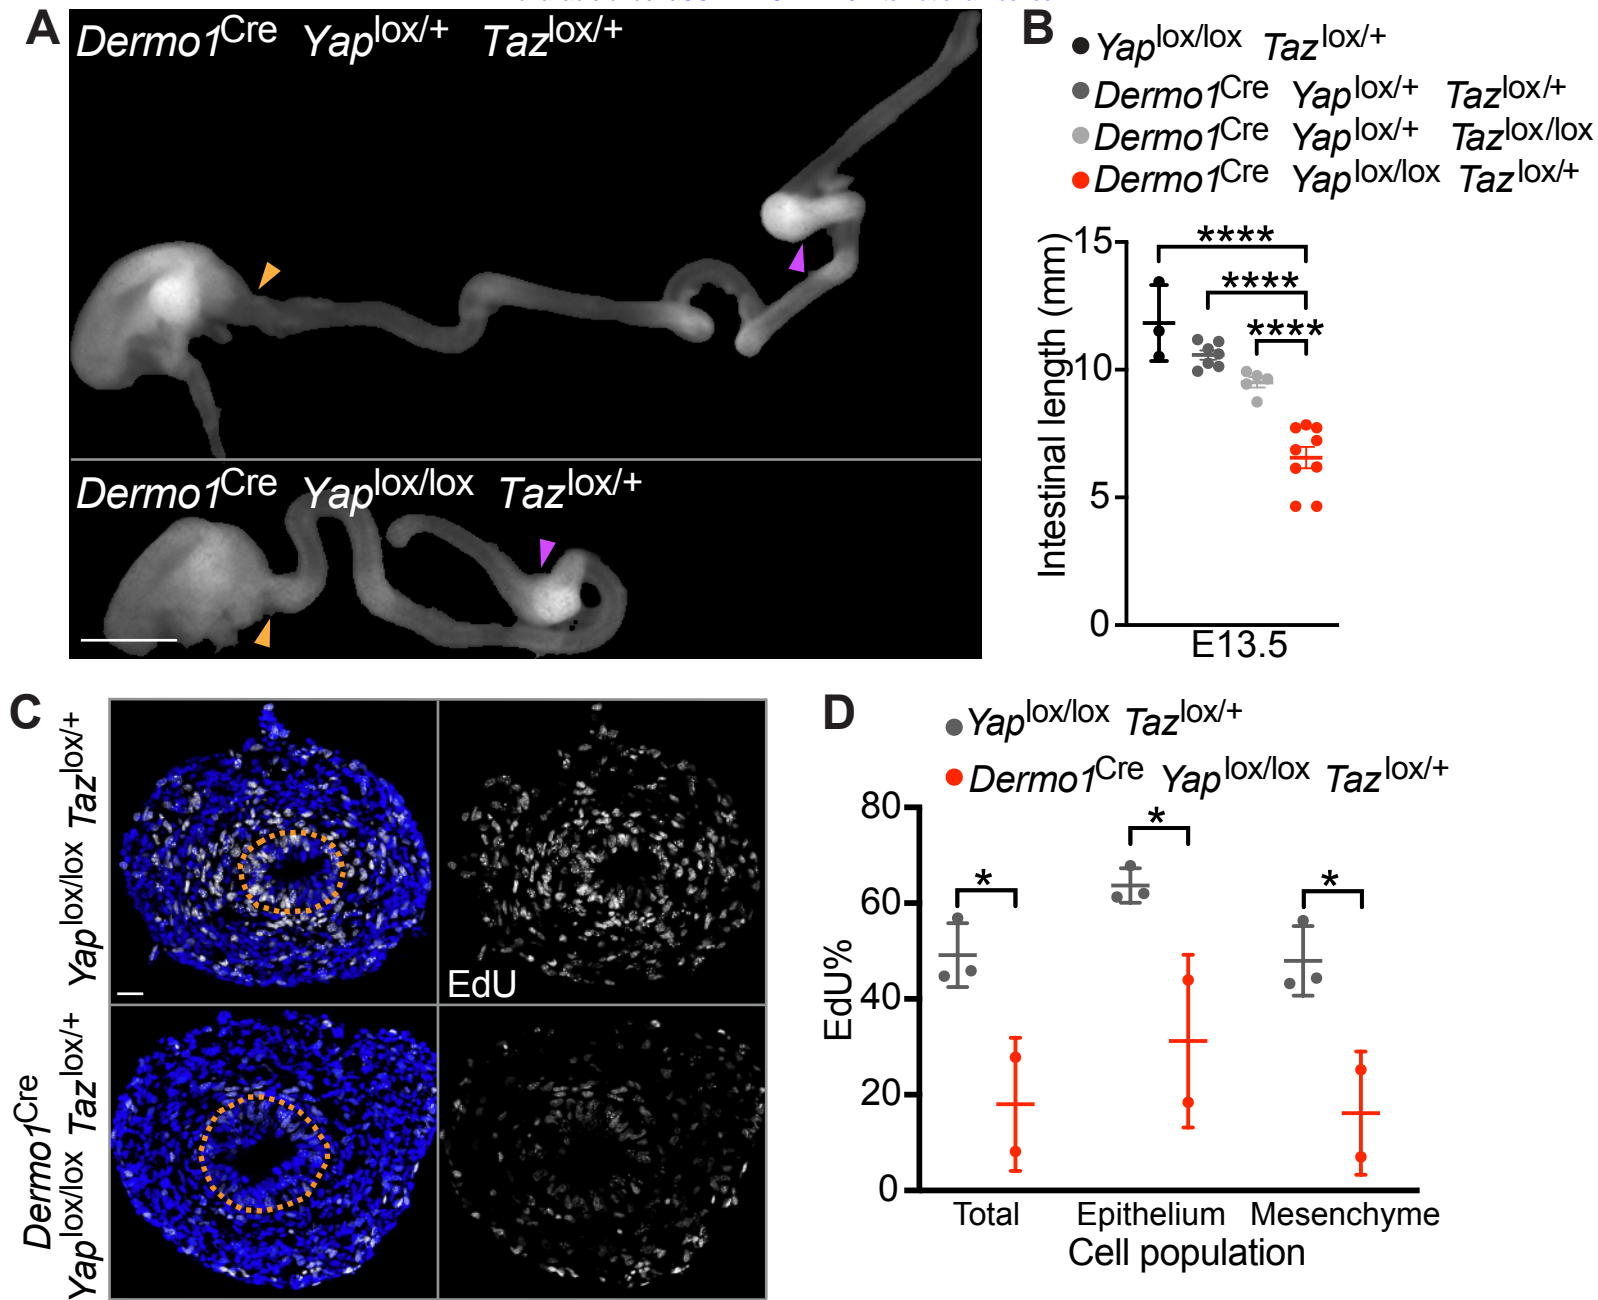 A
Dermo1Cre Yaplox/+ Tazlox/+
Dermo1Cre Yaplox/lox Tazlox/+
B
Yaplox/lox Tazlox/+
Dermo1Cre Yaplox/+ Tazlox/+
Dermo1Cre Yaplox/+ Tazlox/lox
Dermo1Cre Yaplox/lox Tazlox/+
Intestinal length (mm)
15
10
5
0
****
****
****
E13.5
C
Yaplox/lox Tazlox/+
EdU
Dermo1Cre
Yaplox/lox Tazlox/+
D
Yaplox/lox Tazlox/+
Dermo1Cre Yaplox/lox Tazlox/+
EdU%
80
60
40
20
0
*
*
*
Total Epithelium Mesenchyme
Cell population